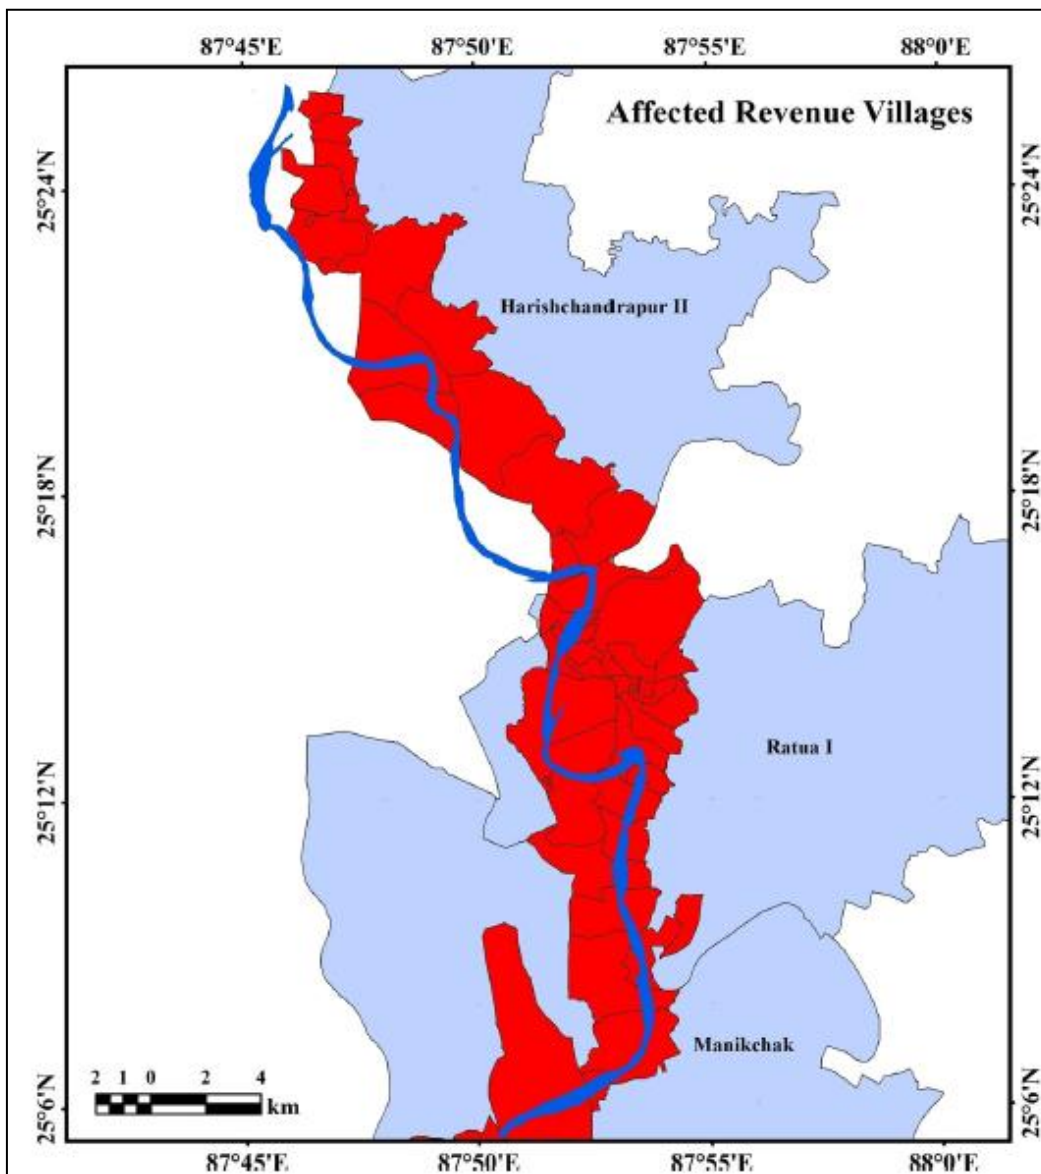 87°45'E 87°50'E 87°55'E 88°0'E
Affected Revenue Villages
25°24'N 25°24'N
Harishchandrapur II
25°18'N 25°18'N
Ratua I
25°12'N 25°12'N
Manikchak
2 1 0 2 4
km
25°6'N 25°6'N
87°45'E 87°50'E 87°55'E 88°0'E